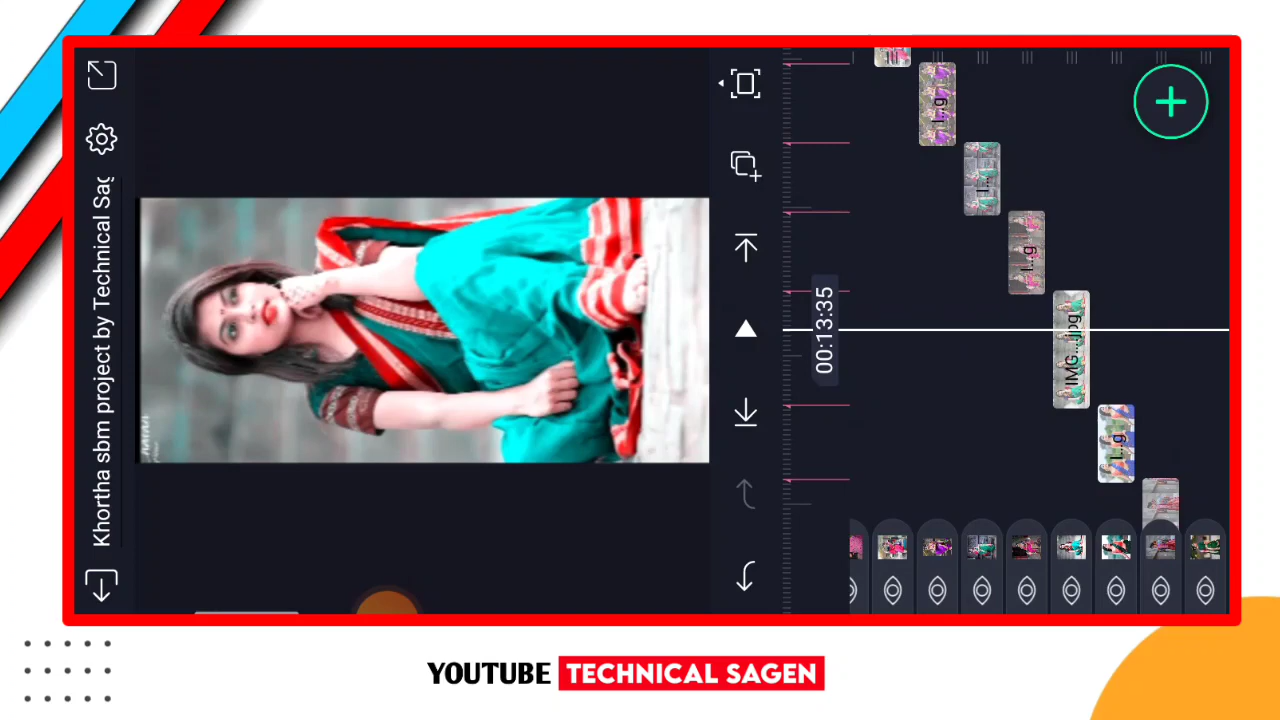 Khortha sbm project by Technical Sag
00:13:35
I...g
I...
I...g
IMG...jpg
I...g
YOUTUBE TECHNICAL SAGEN